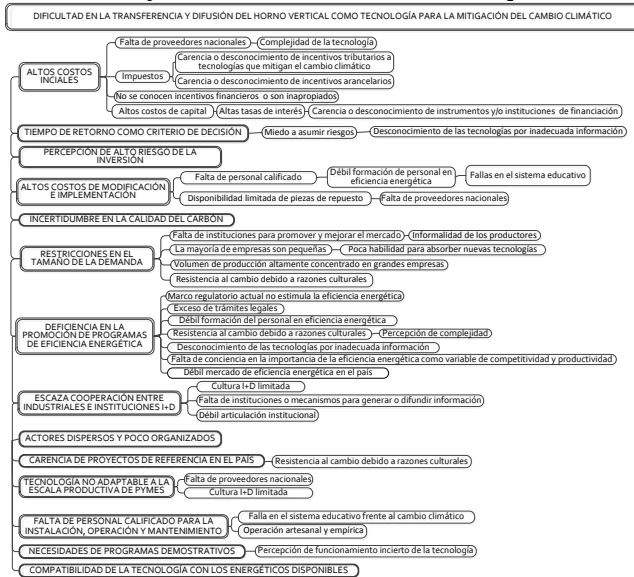 DIFICULTAD EN LA TRANSFERENCIA Y DIFUSIÓN DEL HORNO VERTICAL COMO TECNOLOGÍA PARA LA MITIGACIÓN DEL CAMBIO CLIMÁTICO
ALTOS COSTOS
INCIALES
Falta de proveedores nacionales
Complejidad de la tecnología
Impuestos
Carencia o desconocimiento de incentivos tributarios a
tecnologías que mitigan el cambio climático
Carencia o desconocimiento de incentivos arancelarios
No se conocen incentivos financieros o son inapropiados
Altos costos de capital
Altas tasas de interés
Carencia o desconocimiento de instrumentos y/o instituciones de financiación
TIEMPO DE RETORNO COMO CRITERIO DE DECISIÓN
Miedo a asumir riesgos
Desconocimiento de las tecnologías por inadecuada información
PERCEPCIÓN DE ALTO RIESGO DE LA
INVERSIÓN
ALTOS COSTOS DE MODIFICACIÓN
E IMPLEMENTACIÓN
Falta de personal calificado
Débil formación de personal en
eficiencia energética
Fallas en el sistema educativo
Disponibilidad limitada de piezas de repuesto
Falta de proveedores nacionales
INCERTIDUMBRE EN LA CALIDAD DEL CARBÓN
RESTRICCIONES EN EL
TAMAÑO DE LA DEMANDA
Falta de instituciones para promover y mejorar el mercado
Informalidad de los productores
La mayoría de empresas son pequeñas
Poca habilidad para absorber nuevas tecnologías
Volumen de producción altamente concentrado en grandes empresas
Resistencia al cambio debido a razones culturales
DEFICIENCIA EN LA
PROMOCIÓN DE PROGRAMAS
DE EFICIENCIA ENERGÉTICA
Marco regulatorio actual no estimula la eficiencia energética
Exceso de trámites legales
Débil formación del personal en eficiencia energética
Resistencia al cambio debido a razones culturales
Percepción de complejidad
Desconocimiento de las tecnologías por inadecuada información
Falta de conciencia en la importancia de la eficiencia energética como variable de competitividad y productividad
Débil mercado de eficiencia energética en el país
ESCAZA COOPERACIÓN ENTRE
INDUSTRIALES E INSTITUCIONES I+D
Cultura I+D limitada
Falta de instituciones o mecanismos para generar o difundir información
Débil articulación institucional
ACTORES DISPERSOS Y POCO ORGANIZADOS
CARENCIA DE PROYECTOS DE REFERENCIA EN EL PAÍS
Resistencia al cambio debido a razones culturales
TECNOLOGÍA NO ADAPTABLE A LA
ESCALA PRODUCTIVA DE PYMES
Falta de proveedores nacionales
Cultura I+D limitada
FALTA DE PERSONAL CALIFICADO PARA LA
INSTALACIÓN, OPERACIÓN Y MANTENIMIENTO
Falla en el sistema educativo frente al cambio climático
Operación artesanal y empírica
NECESIDADES DE PROGRAMAS DEMOSTRATIVOS
Percepción de funcionamiento incierto de la tecnología
COMPATIBILIDAD DE LA TECNOLOGÍA CON LOS ENERGÉTICOS DISPONIBLES